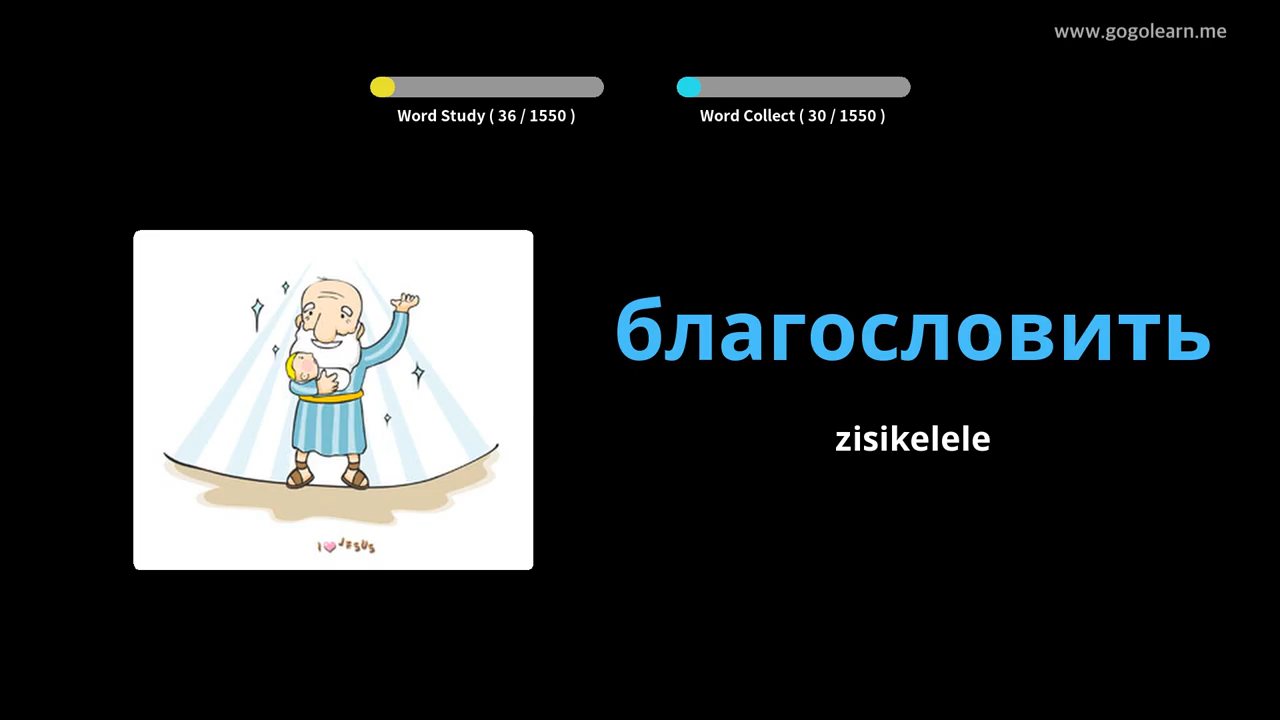 www.gogolearn.me
Word Study ( 36 / 1550 )
Word Collect ( 30 / 1550 )
благословить
zisikelele
I JESUS